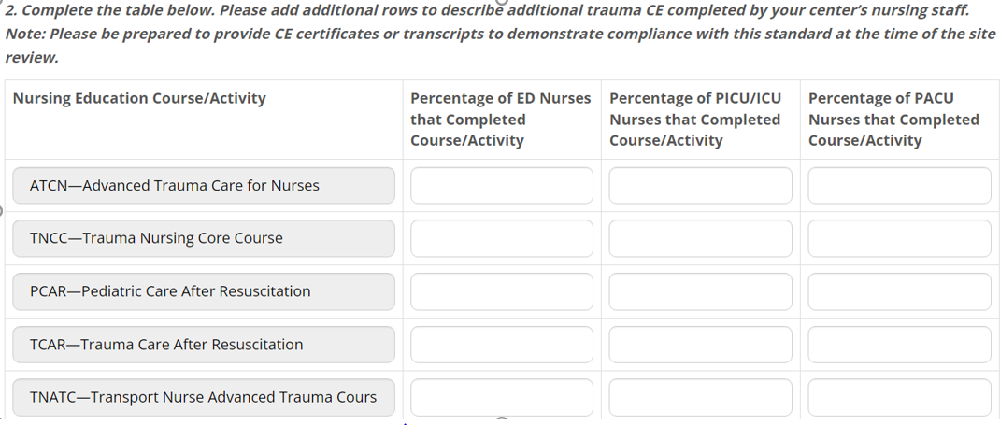 2. Complete the table below. Please add additional rows to describe additional trauma CE completed by your center's nursing staff.
Note: Please be prepared to provide CE certificates or transcripts to demonstrate compliance with this standard at the time of the site
review.
Nursing Education Course/Activity
Percentage of ED Nurses
that Completed
Course/Activity
Percentage of PICU/ICU
Nurses that Completed
Course/Activity
Percentage of PACU
Nurses that Completed
Course/Activity
ATCN—Advanced Trauma Care for Nurses
TNCC—Trauma Nursing Core Course
PCAR—Pediatric Care After Resuscitation
TCAR—Trauma Care After Resuscitation
TNATC—Transport Nurse Advanced Trauma Cours